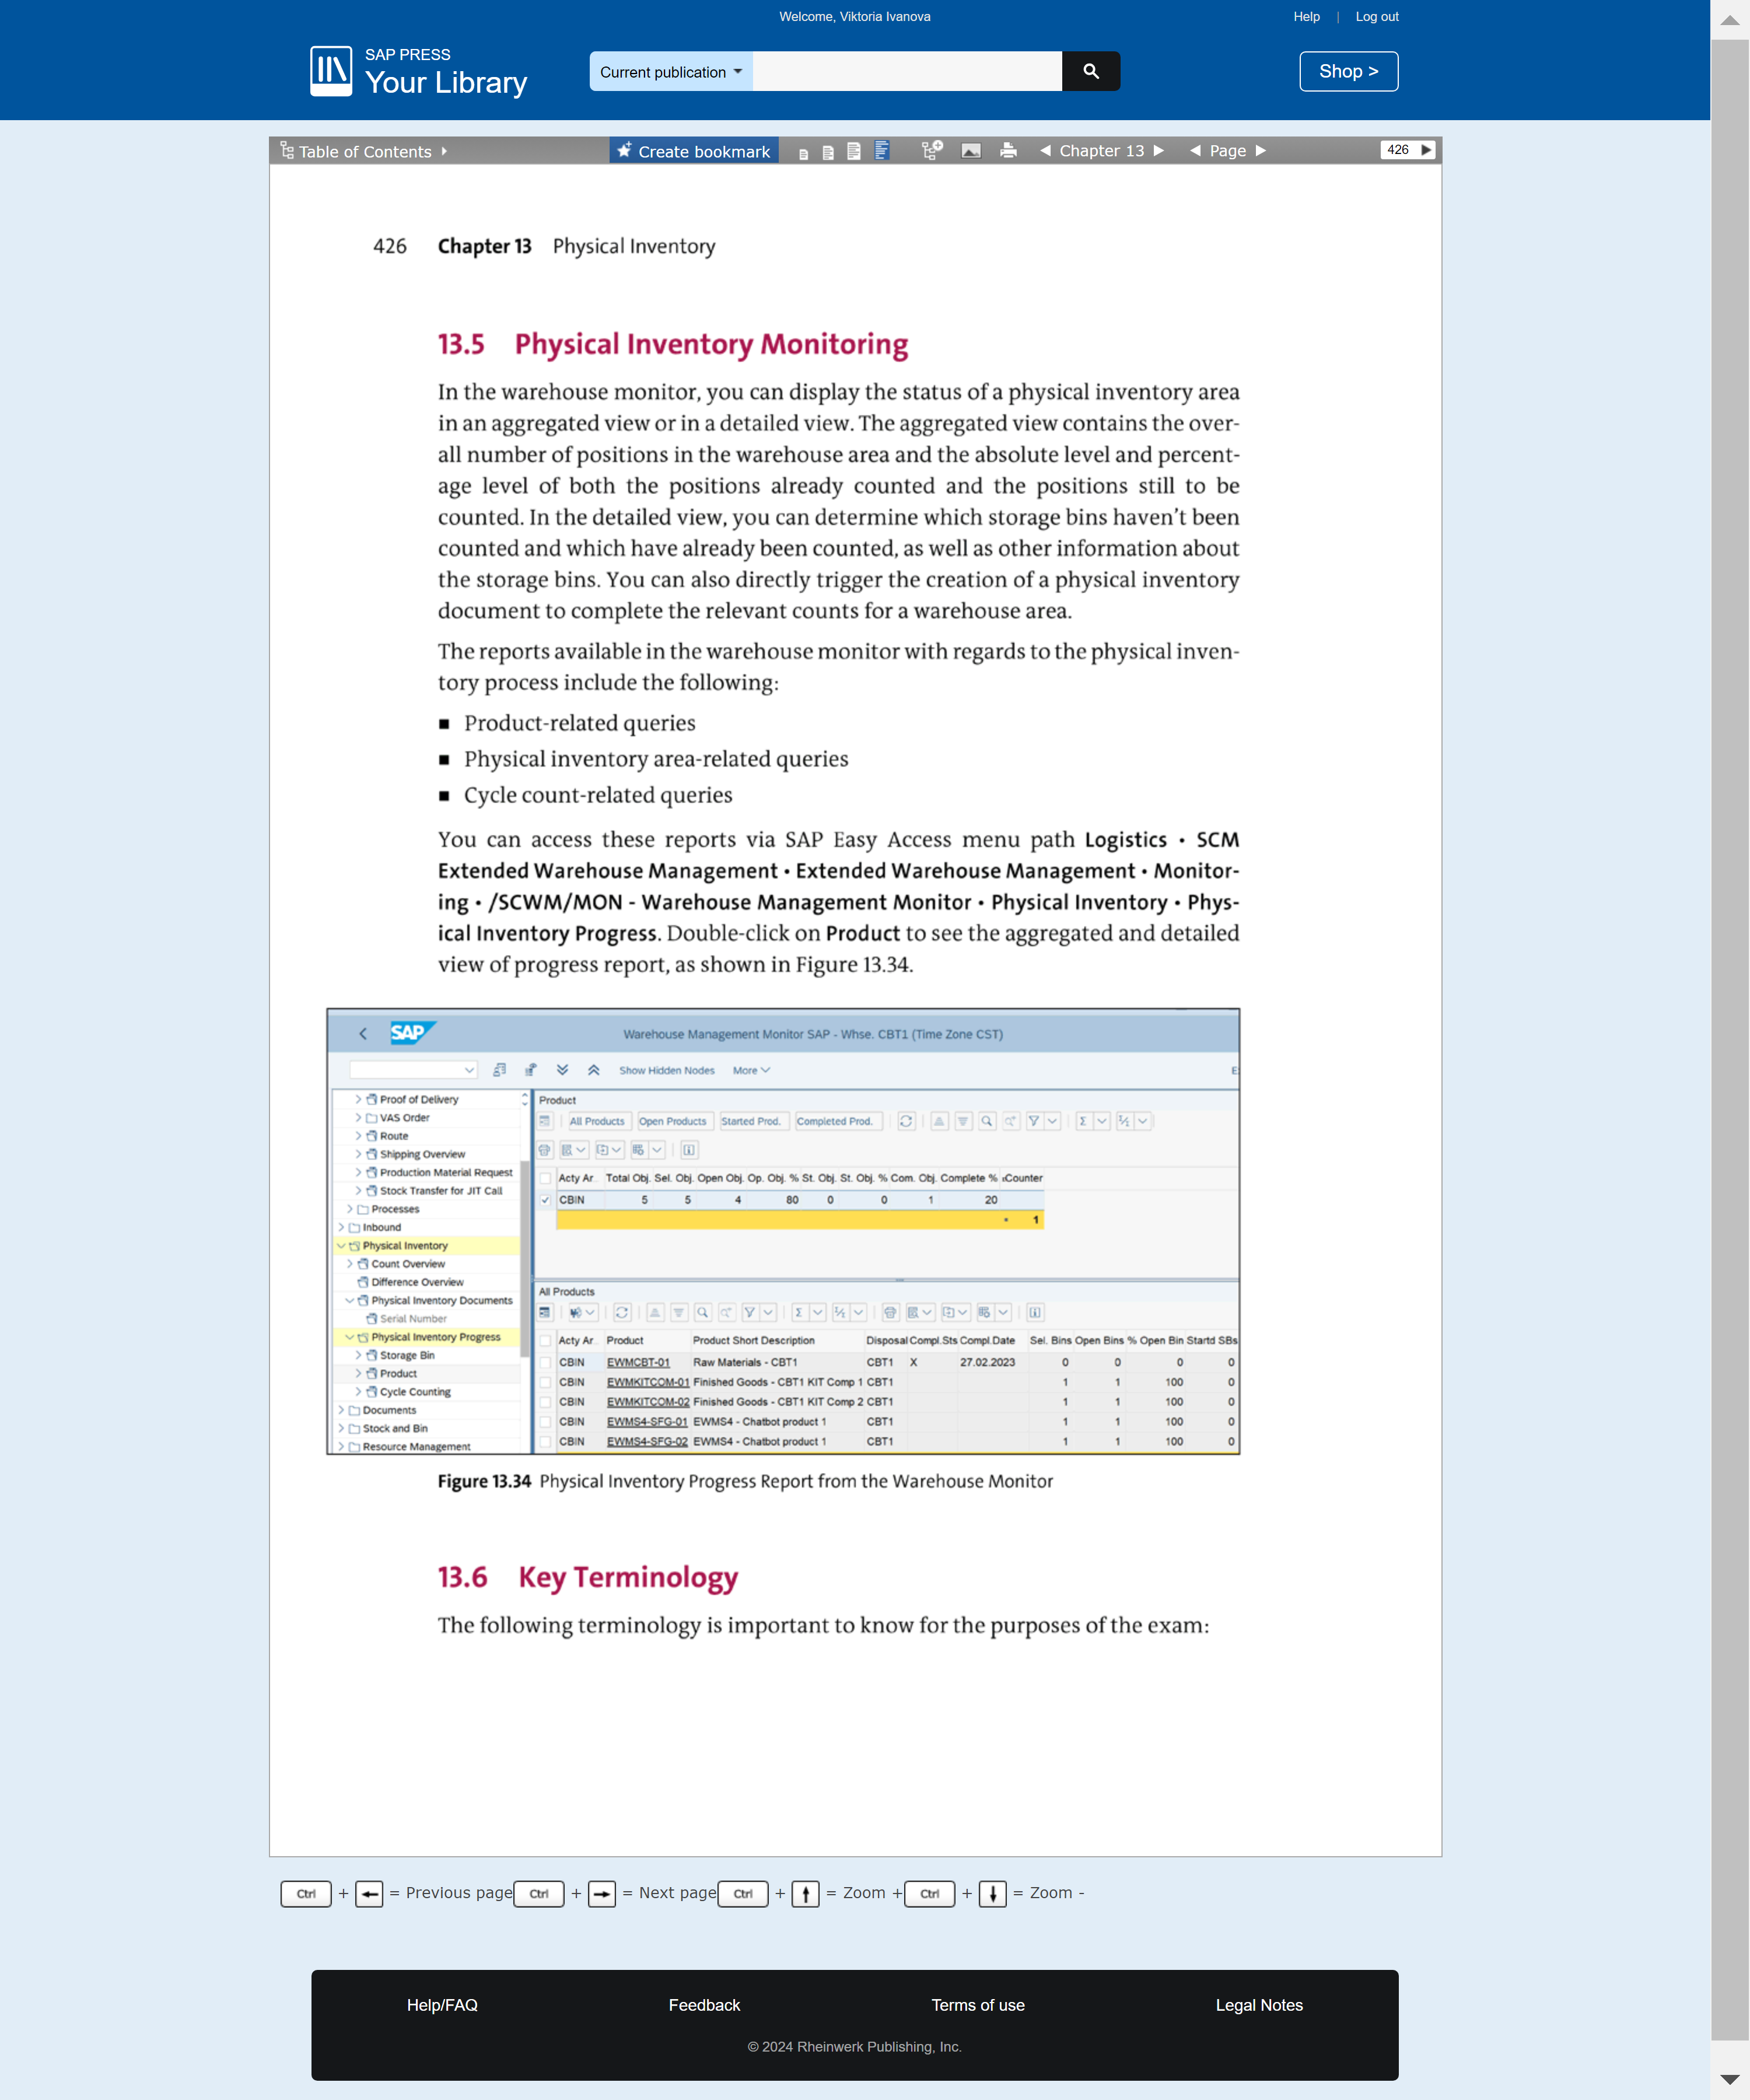 Welcome, Viktoria Ivanova
Help | Log out
SAP PRESS
Your Library
Current publication
Shop >
Table of Contents
Create bookmark
Chapter 13
Page
426
426 Chapter 13 Physical Inventory
13.5 Physical Inventory Monitoring
In the warehouse monitor, you can display the status of a physical inventory area
in an aggregated view or in a detailed view. The aggregated view contains the over-
all number of positions in the warehouse area and the absolute level and percent-
age level of both the positions already counted and the positions still to be
counted. In the detailed view, you can determine which storage bins haven't been
counted and which have already been counted, as well as other information about
the storage bins. You can also directly trigger the creation of a physical inventory
document to complete the relevant counts for a warehouse area.
The reports available in the warehouse monitor with regards to the physical inven-
tory process include the following:
■ Product-related queries
■ Physical inventory area-related queries
■ Cycle count-related queries
You can access these reports via SAP Easy Access menu path Logistics • SCM
Extended Warehouse Management • Extended Warehouse Management • Monitor-
ing • /SCWM/MON - Warehouse Management Monitor • Physical Inventory • Phys-
ical Inventory Progress. Double-click on Product to see the aggregated and detailed
view of progress report, as shown in Figure 13.34.
SAP
Warehouse Management Monitor SAP - Whse. CBT1 (Time Zone CST)
Show Hidden Nodes More
Proof of Delivery
VAS Order
Route
Shipping Overview
Production Material Request
Stock Transfer for JIT Call
Processes
Inbound
Physical Inventory
Count Overview
Difference Overview
Physical Inventory Documents
Serial Number
Physical Inventory Progress
Storage Bin
Product
Cycle Counting
Documents
Stock and Bin
Resource Management
Product
All Products Open Products Started Prod. Completed Prod.
Acty Ar. Total Obj. Sel. Obj. Open Obj. Op. Obj. % St. Obj. St. Obj. % Com. Obj. Complete % Counter
CBIN 5 5 4 80 0 0 1 20
1
All Products
Acty Ar. Product Product Short Description Disposal Compl.Sts Compl.Date Sel. Bins Open Bins % Open Bin Startd SBs
CBIN EWMCBT-01 Raw Materials - CBT1 CBT1 X 27.02.2023 0 0 0 0
CBIN EWMKITCOM-01 Finished Goods - CBT1 KIT Comp 1 CBT1 1 1 100 0
CBIN EWMKITCOM-02 Finished Goods - CBT1 KIT Comp 2 CBT1 1 1 100 0
CBIN EWMS4-SFG-01 EWMS4 - Chatbot product 1 CBT1 1 1 100 0
CBIN EWMS4-SFG-02 EWMS4 - Chatbot product 1 CBT1 1 1 100 0
Figure 13.34 Physical Inventory Progress Report from the Warehouse Monitor
13.6 Key Terminology
The following terminology is important to know for the purposes of the exam:
Ctrl + ← = Previous page Ctrl + → = Next page Ctrl + ↑ = Zoom + Ctrl + ↓ = Zoom -
Help/FAQ Feedback Terms of use Legal Notes
© 2024 Rheinwerk Publishing, Inc.